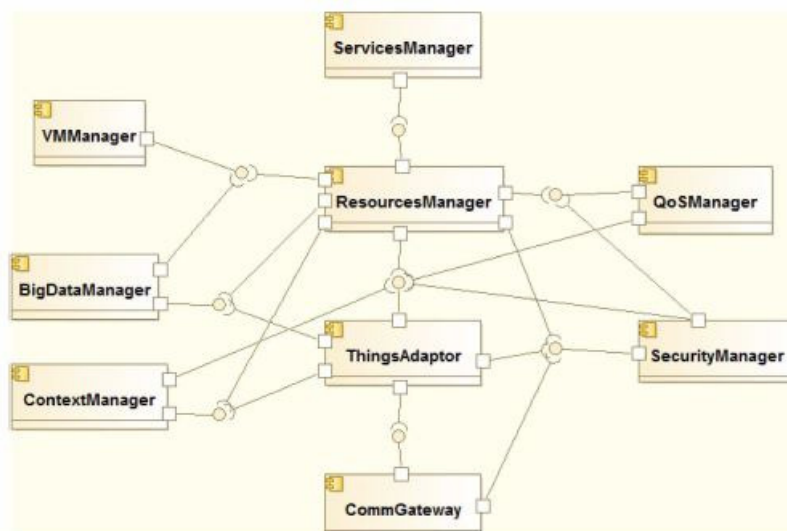 ServicesManager
VMManager
ResourcesManager
QoSManager
BigDataManager
ThingsAdaptor
SecurityManager
ContextManager
CommGateway